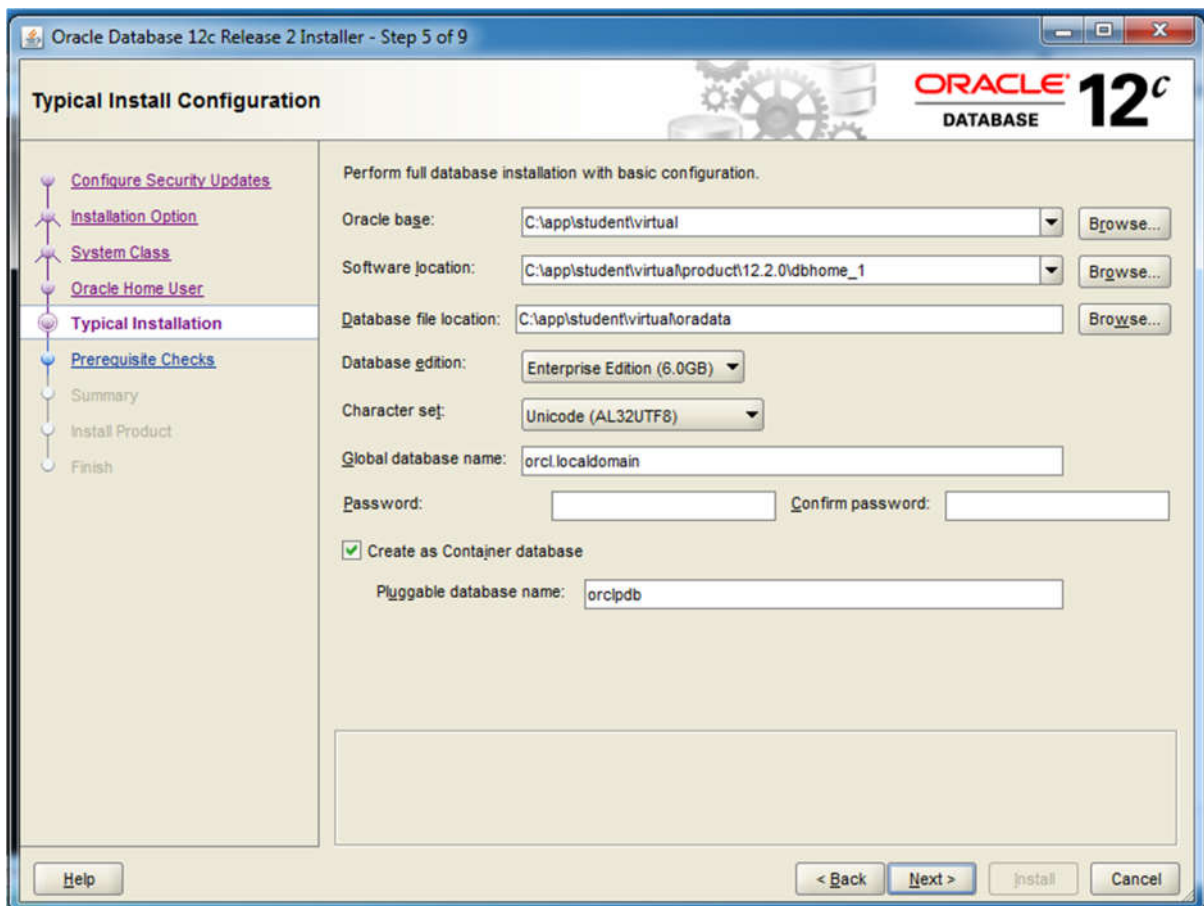 Oracle Database 12c Release 2 Installer - Step 5 of 9
Typical Install Configuration
ORACLE
DATABASE
12c
Configure Security Updates
Installation Option
System Class
Oracle Home User
Typical Installation
Prerequisite Checks
Summary
Install Product
Finish
Perform full database installation with basic configuration.
Oracle base: C:\app\student\virtual Browse...
Software location: C:\app\student\virtual\product\12.2.0\dbhome_1 Browse...
Database file location: C:\app\student\virtual\oradata Browse...
Database edition: Enterprise Edition (6.0GB)
Character set: Unicode (AL32UTF8)
Global database name: orcl.localdomain
Password: Confirm password:
Create as Container database
Pluggable database name: orclpdb
Help < Back Next > Install Cancel